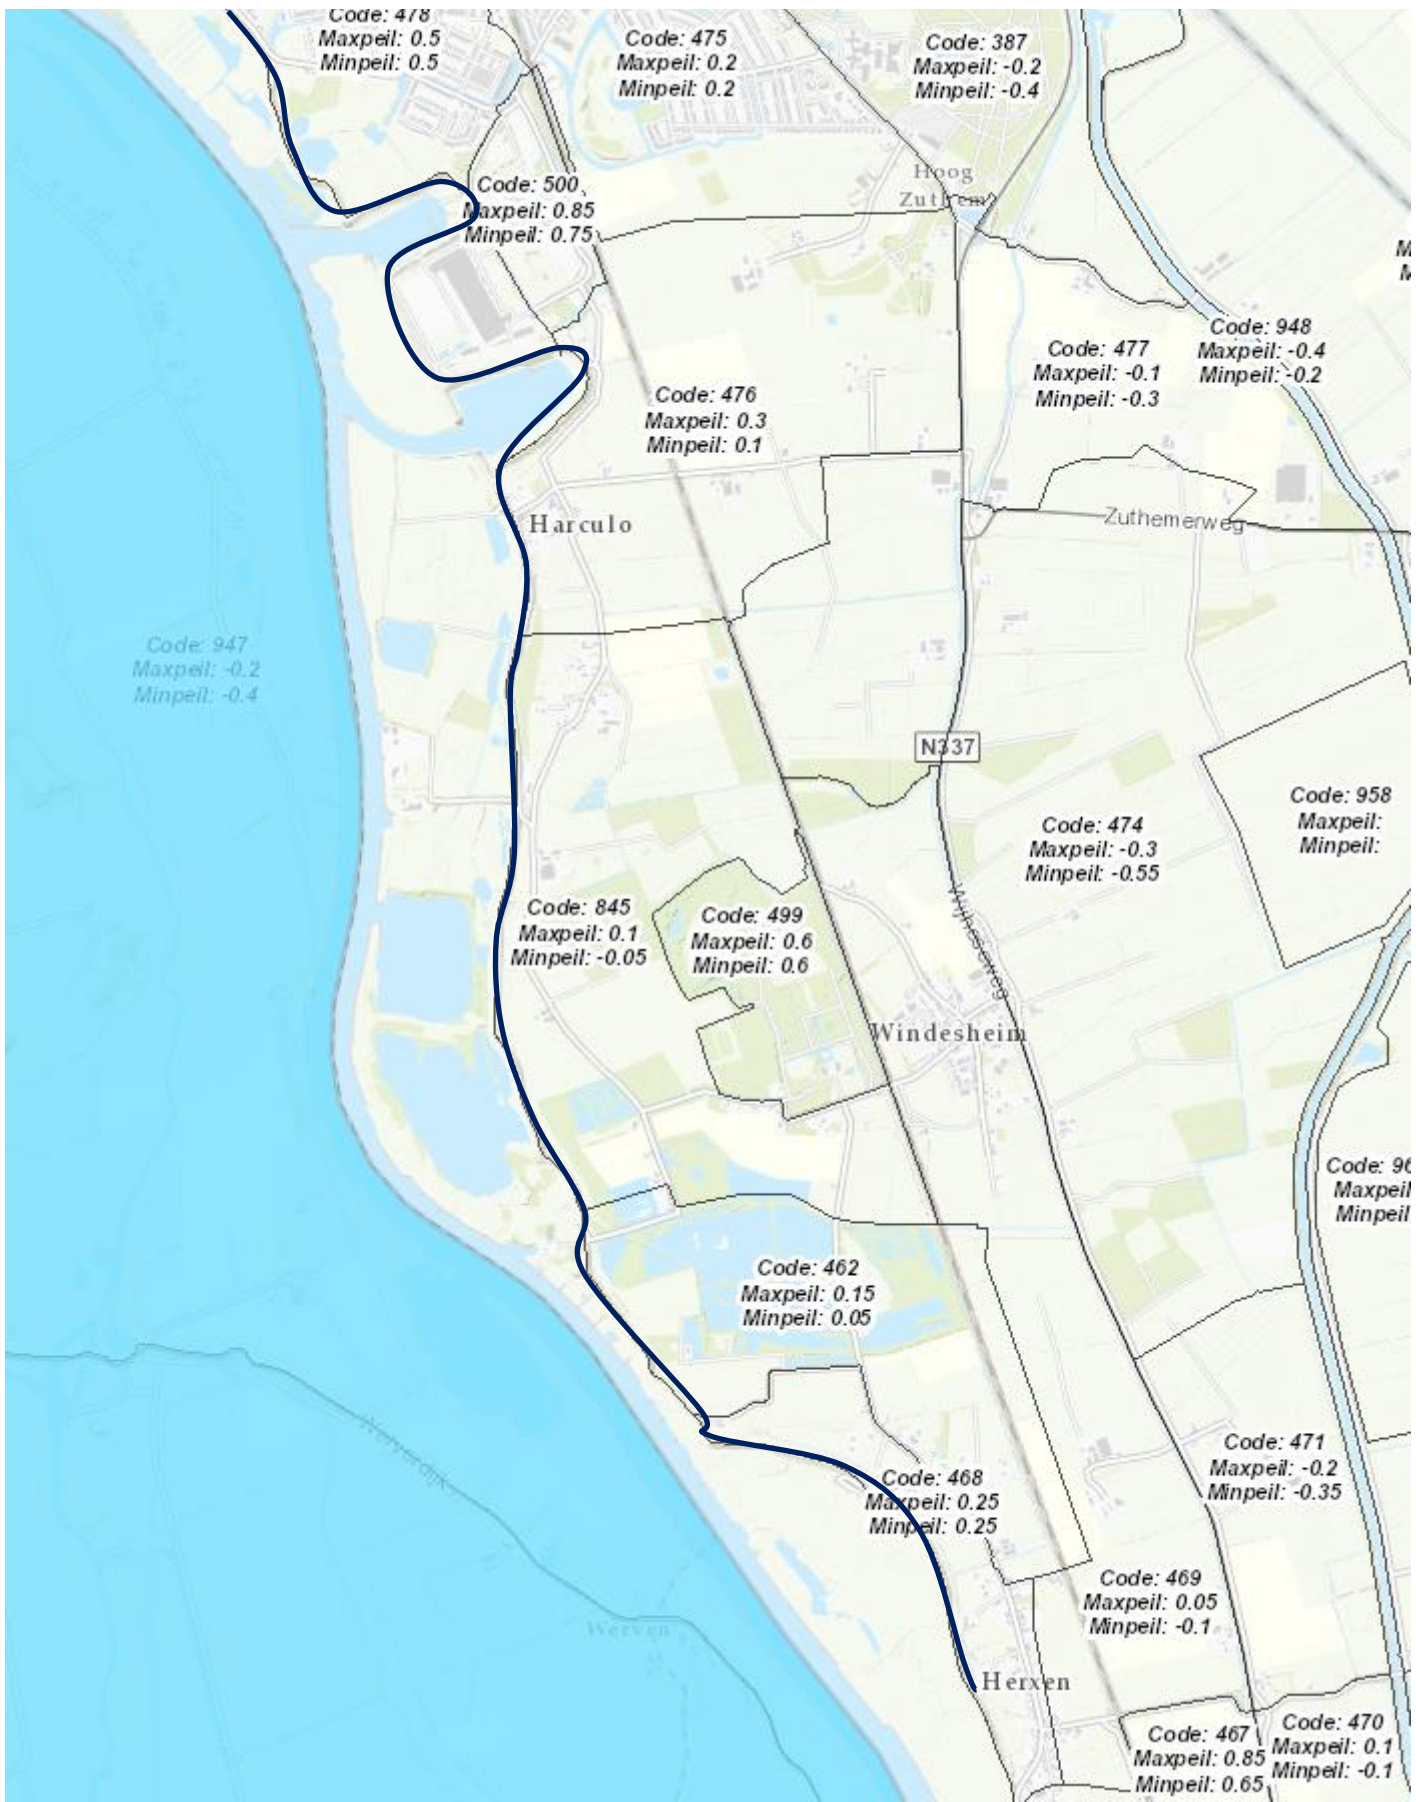 Code: 478
Maxpeil: 0.5
Minpeil: 0.5
Code: 475
Maxpeil: 0.2
Minpeil: 0.2
Code: 387
Maxpeil: -0.2
Minpeil: -0.4
Hoog
Zuthem
Code: 500
Maxpeil: 0.85
Minpeil: 0.75
M
M
Code: 948
Maxpeil: -0.4
Minpeil: -0.2
Code: 477
Maxpeil: -0.1
Minpeil: -0.3
Code: 476
Maxpeil: 0.3
Minpeil: 0.1
Harculo
Zuthemerweg
Code: 947
Maxpeil: -0.2
Minpeil: -0.4
N337
Code: 958
Maxpeil:
Minpeil:
Code: 474
Maxpeil: -0.3
Minpeil: -0.55
Code: 845
Maxpeil: 0.1
Minpeil: -0.05
Code: 499
Maxpeil: 0.6
Minpeil: 0.6
Wijheseweg
Windesheim
Code: 96
Maxpeil
Minpeil
Code: 462
Maxpeil: 0.15
Minpeil: 0.05
Werverdijk
Code: 471
Maxpeil: -0.2
Minpeil: -0.35
Code: 468
Maxpeil: 0.25
Minpeil: 0.25
Code: 469
Maxpeil: 0.05
Minpeil: -0.1
Werven
Herxen
Code: 467
Maxpeil: 0.85
Minpeil: 0.65
Code: 470
Maxpeil: 0.1
Minpeil: -0.1